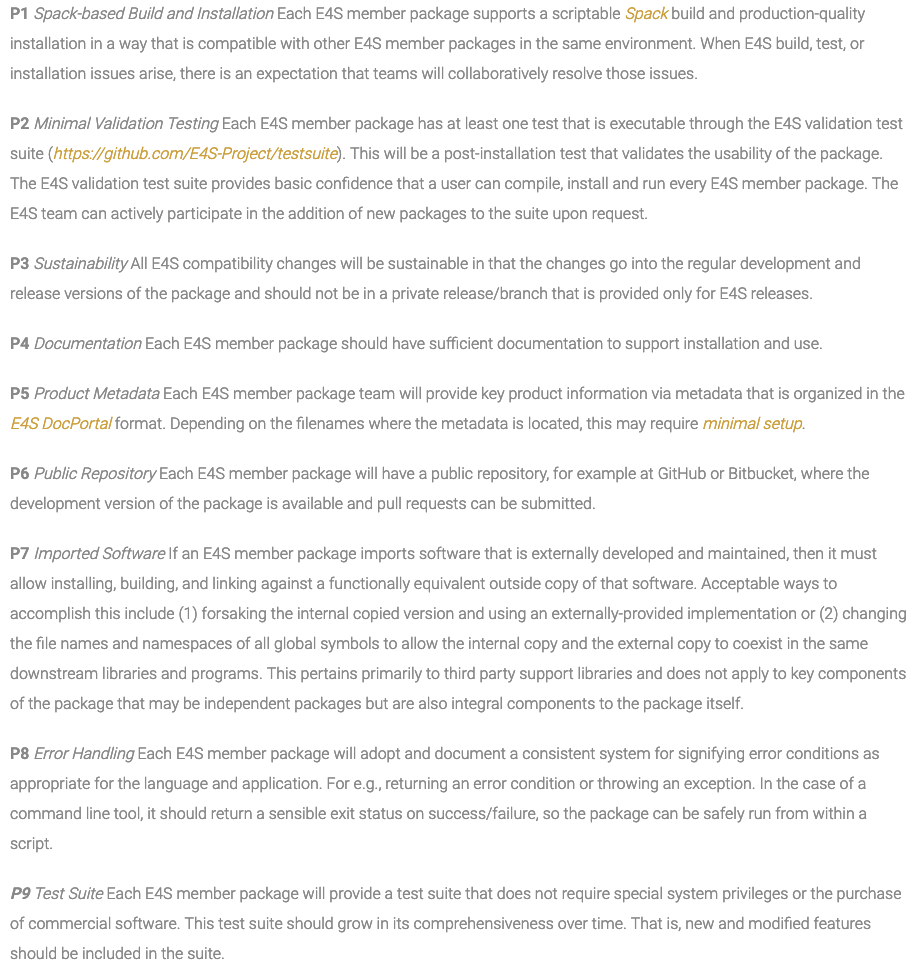 P1 Spack-based Build and Installation Each E4S member package supports a scriptable Spack build and production-quality
installation in a way that is compatible with other E4S member packages in the same environment. When E4S build, test, or
installation issues arise, there is an expectation that teams will collaboratively resolve those issues.
P2 Minimal Validation Testing Each E4S member package has at least one test that is executable through the E4S validation test
suite (https://github.com/E4S-Project/testsuite). This will be a post-installation test that validates the usability of the package.
The E4S validation test suite provides basic confidence that a user can compile, install and run every E4S member package. The
E4S team can actively participate in the addition of new packages to the suite upon request.
P3 Sustainability All E4S compatibility changes will be sustainable in that the changes go into the regular development and
release versions of the package and should not be in a private release/branch that is provided only for E4S releases.
P4 Documentation Each E4S member package should have sufficient documentation to support installation and use.
P5 Product Metadata Each E4S member package team will provide key product information via metadata that is organized in the
E4S DocPortal format. Depending on the filenames where the metadata is located, this may require minimal setup.
P6 Public Repository Each E4S member package will have a public repository, for example at GitHub or Bitbucket, where the
development version of the package is available and pull requests can be submitted.
P7 Imported Software If an E4S member package imports software that is externally developed and maintained, then it must
allow installing, building, and linking against a functionally equivalent outside copy of that software. Acceptable ways to
accomplish this include (1) forsaking the internal copied version and using an externally-provided implementation or (2) changing
the file names and namespaces of all global symbols to allow the internal copy and the external copy to coexist in the same
downstream libraries and programs. This pertains primarily to third party support libraries and does not apply to key components
of the package that may be independent packages but are also integral components to the package itself.
P8 Error Handling Each E4S member package will adopt and document a consistent system for signifying error conditions as
appropriate for the language and application. For e.g., returning an error condition or throwing an exception. In the case of a
command line tool, it should return a sensible exit status on success/failure, so the package can be safely run from within a
script.
P9 Test Suite Each E4S member package will provide a test suite that does not require special system privileges or the purchase
of commercial software. This test suite should grow in its comprehensiveness over time. That is, new and modified features
should be included in the suite.